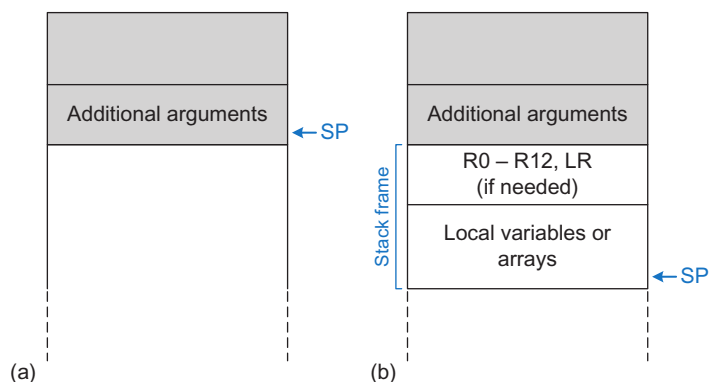 Additional arguments
SP
(a)
Additional arguments
R0 – R12, LR
(if needed)
Stack frame
Local variables or
arrays
SP
(b)